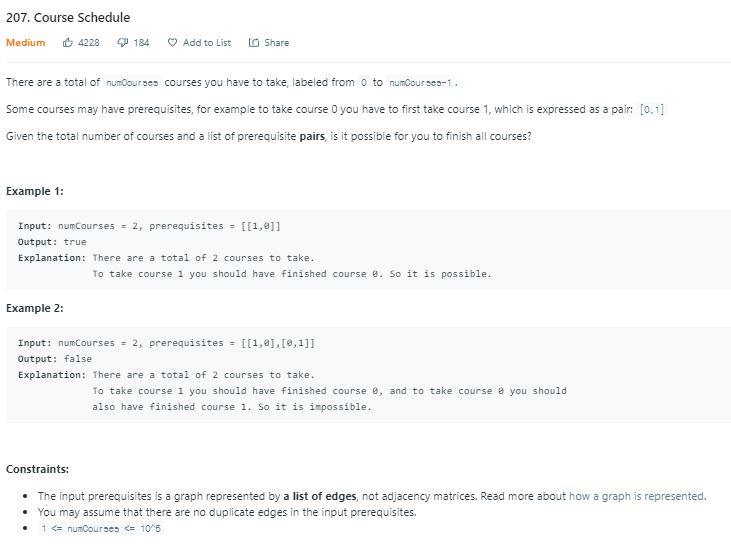 207. Course Schedule
Medium 4228 184 Add to List Share
There are a total of numCourses courses you have to take, labeled from 0 to numCourses-1.
Some courses may have prerequisites, for example to take course 0 you have to first take course 1, which is expressed as a pair: [0,1]
Given the total number of courses and a list of prerequisite pairs, is it possible for you to finish all courses?
Example 1:
Input: numCourses = 2, prerequisites = [[1,0]]
Output: true
Explanation: There are a total of 2 courses to take.
To take course 1 you should have finished course 0. So it is possible.
Example 2:
Input: numCourses = 2, prerequisites = [[1,0],[0,1]]
Output: false
Explanation: There are a total of 2 courses to take.
To take course 1 you should have finished course 0, and to take course 0 you should
also have finished course 1. So it is impossible.
Constraints:
• The input prerequisites is a graph represented by a list of edges, not adjacency matrices. Read more about how a graph is represented.
• You may assume that there are no duplicate edges in the input prerequisites.
• 1 <= numCourses <= 10^5